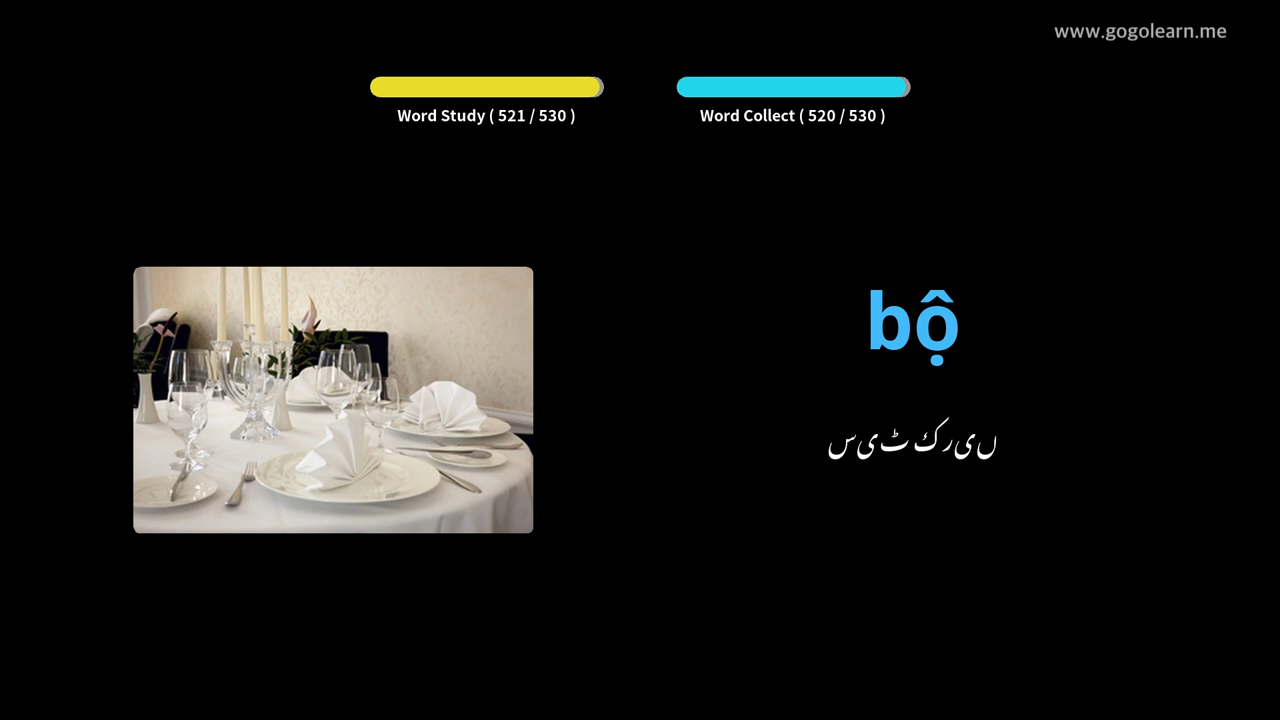 www.gogolearn.me
Word Study ( 521 / 530 )
Word Collect ( 520 / 530 )
bộ
سیٹ کریں